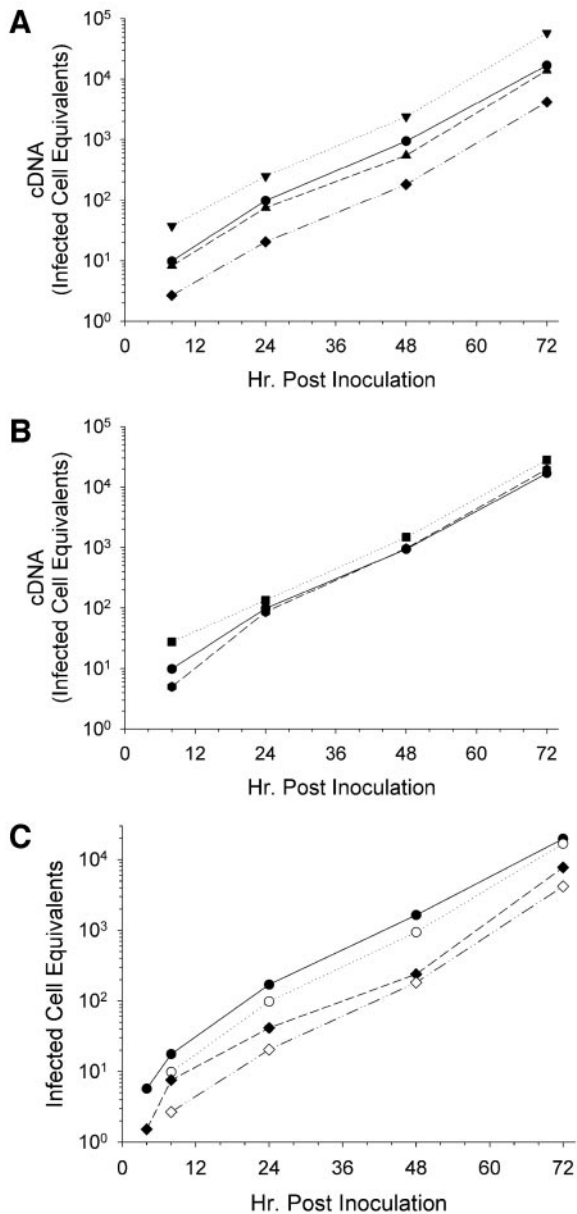 A
cDNA
(Infected Cell Equivalents)
10^5
10^4
10^3
10^2
10^1
10^0
0 12 24 36 48 60 72
Hr. Post Inoculation
B
cDNA
(Infected Cell Equivalents)
10^5
10^4
10^3
10^2
10^1
10^0
0 12 24 36 48 60 72
Hr. Post Inoculation
C
Infected Cell Equivalents
10^4
10^3
10^2
10^1
10^0
0 12 24 36 48 60 72
Hr. Post Inoculation